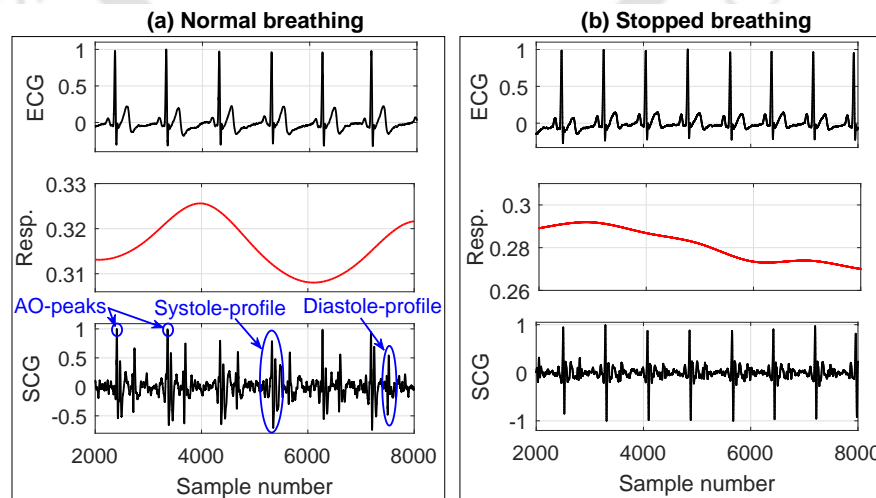 (a) Normal breathing
ECG
1
0.5
0
Resp.
0.33
0.32
0.31
AO-peaks
Systole-profile
Diastole-profile
SCG
1
0.5
0
-0.5
2000 4000 6000 8000
Sample number
(b) Stopped breathing
ECG
1
0.5
0
Resp.
0.3
0.28
0.26
SCG
1
0
-1
2000 4000 6000 8000
Sample number